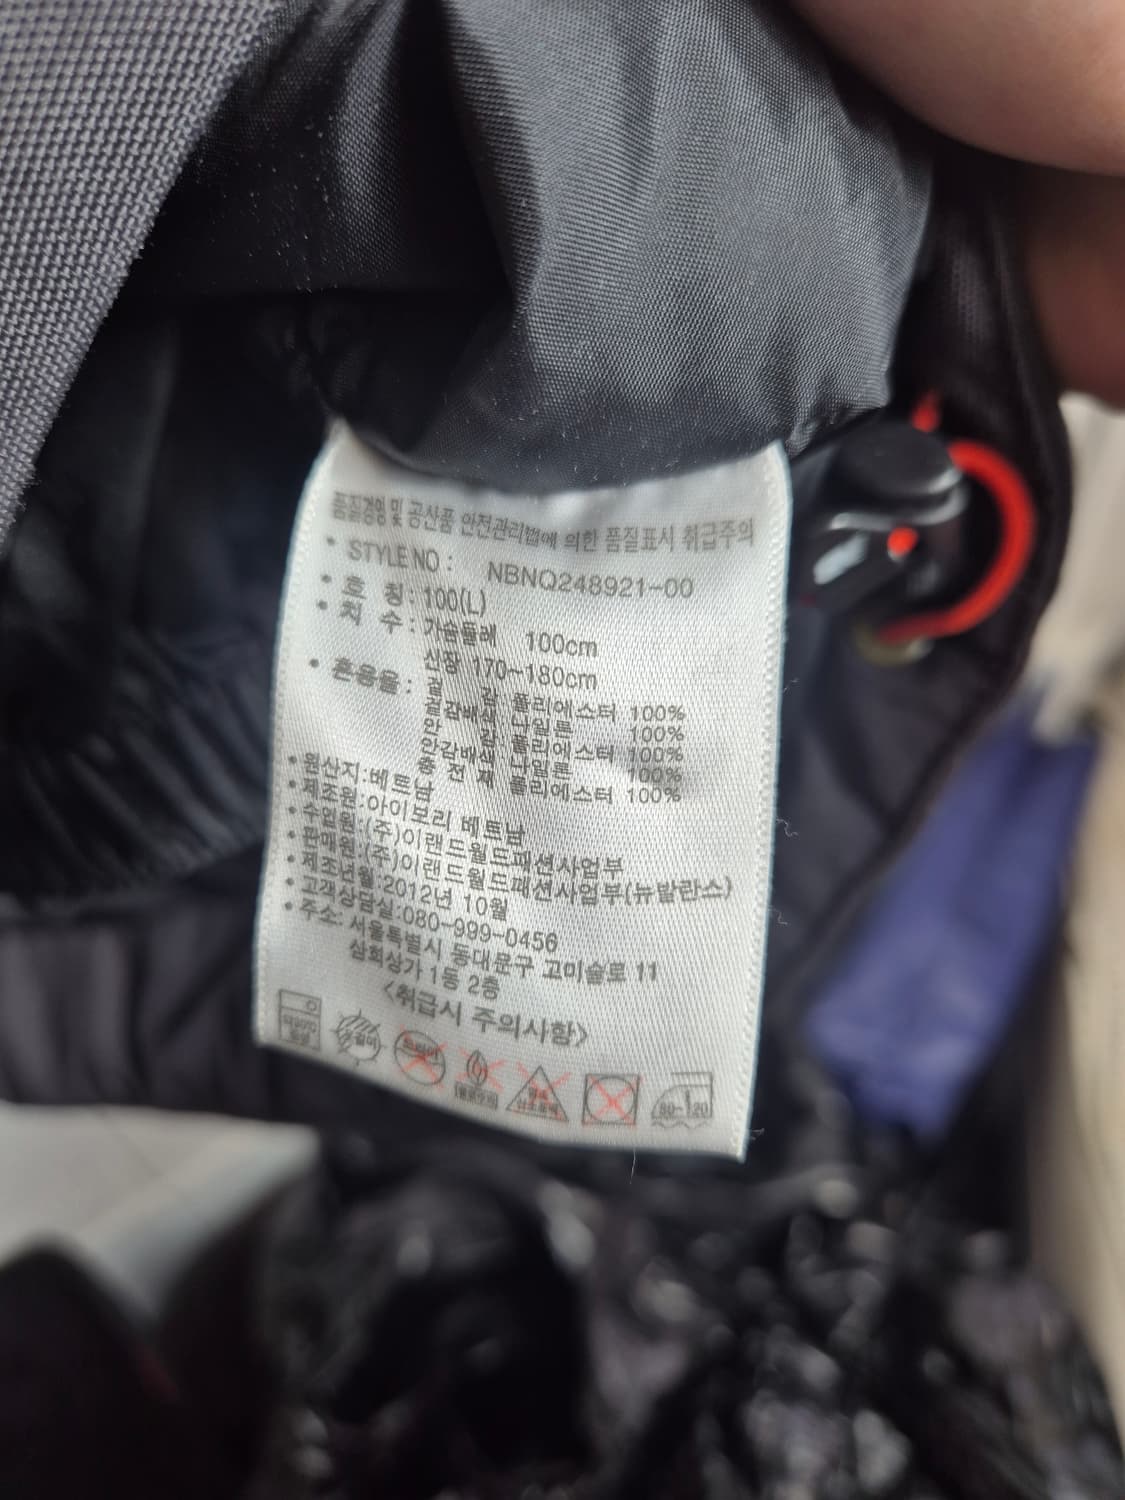 품질경영 및 공산품 안전관리법에 의한 품질표시 취급주의
• STYLE NO : NBNQ248921-00
• 호 칭 : 100(L)
• 치 수 : 가슴둘레 100cm
신장 170~180cm
• 혼용율 : 겉 감 폴리에스터 100%
겉감배색 나일론 100%
안 감 폴리에스터 100%
안감배색 나일론 100%
충 전 재 폴리에스터 100%
• 원산지:베트남
• 제조원:아이보리 베트남
• 수입원:(주)이랜드월드패션사업부
• 판매원:(주)이랜드월드패션사업부(뉴발란스)
• 제조년월:2012년 10월
• 고객상담실:080-999-0456
• 주소: 서울특별시 동대문구 고미술로 11
삼희상가 1동 2층
<취급시 주의사항>
드라이
80~120